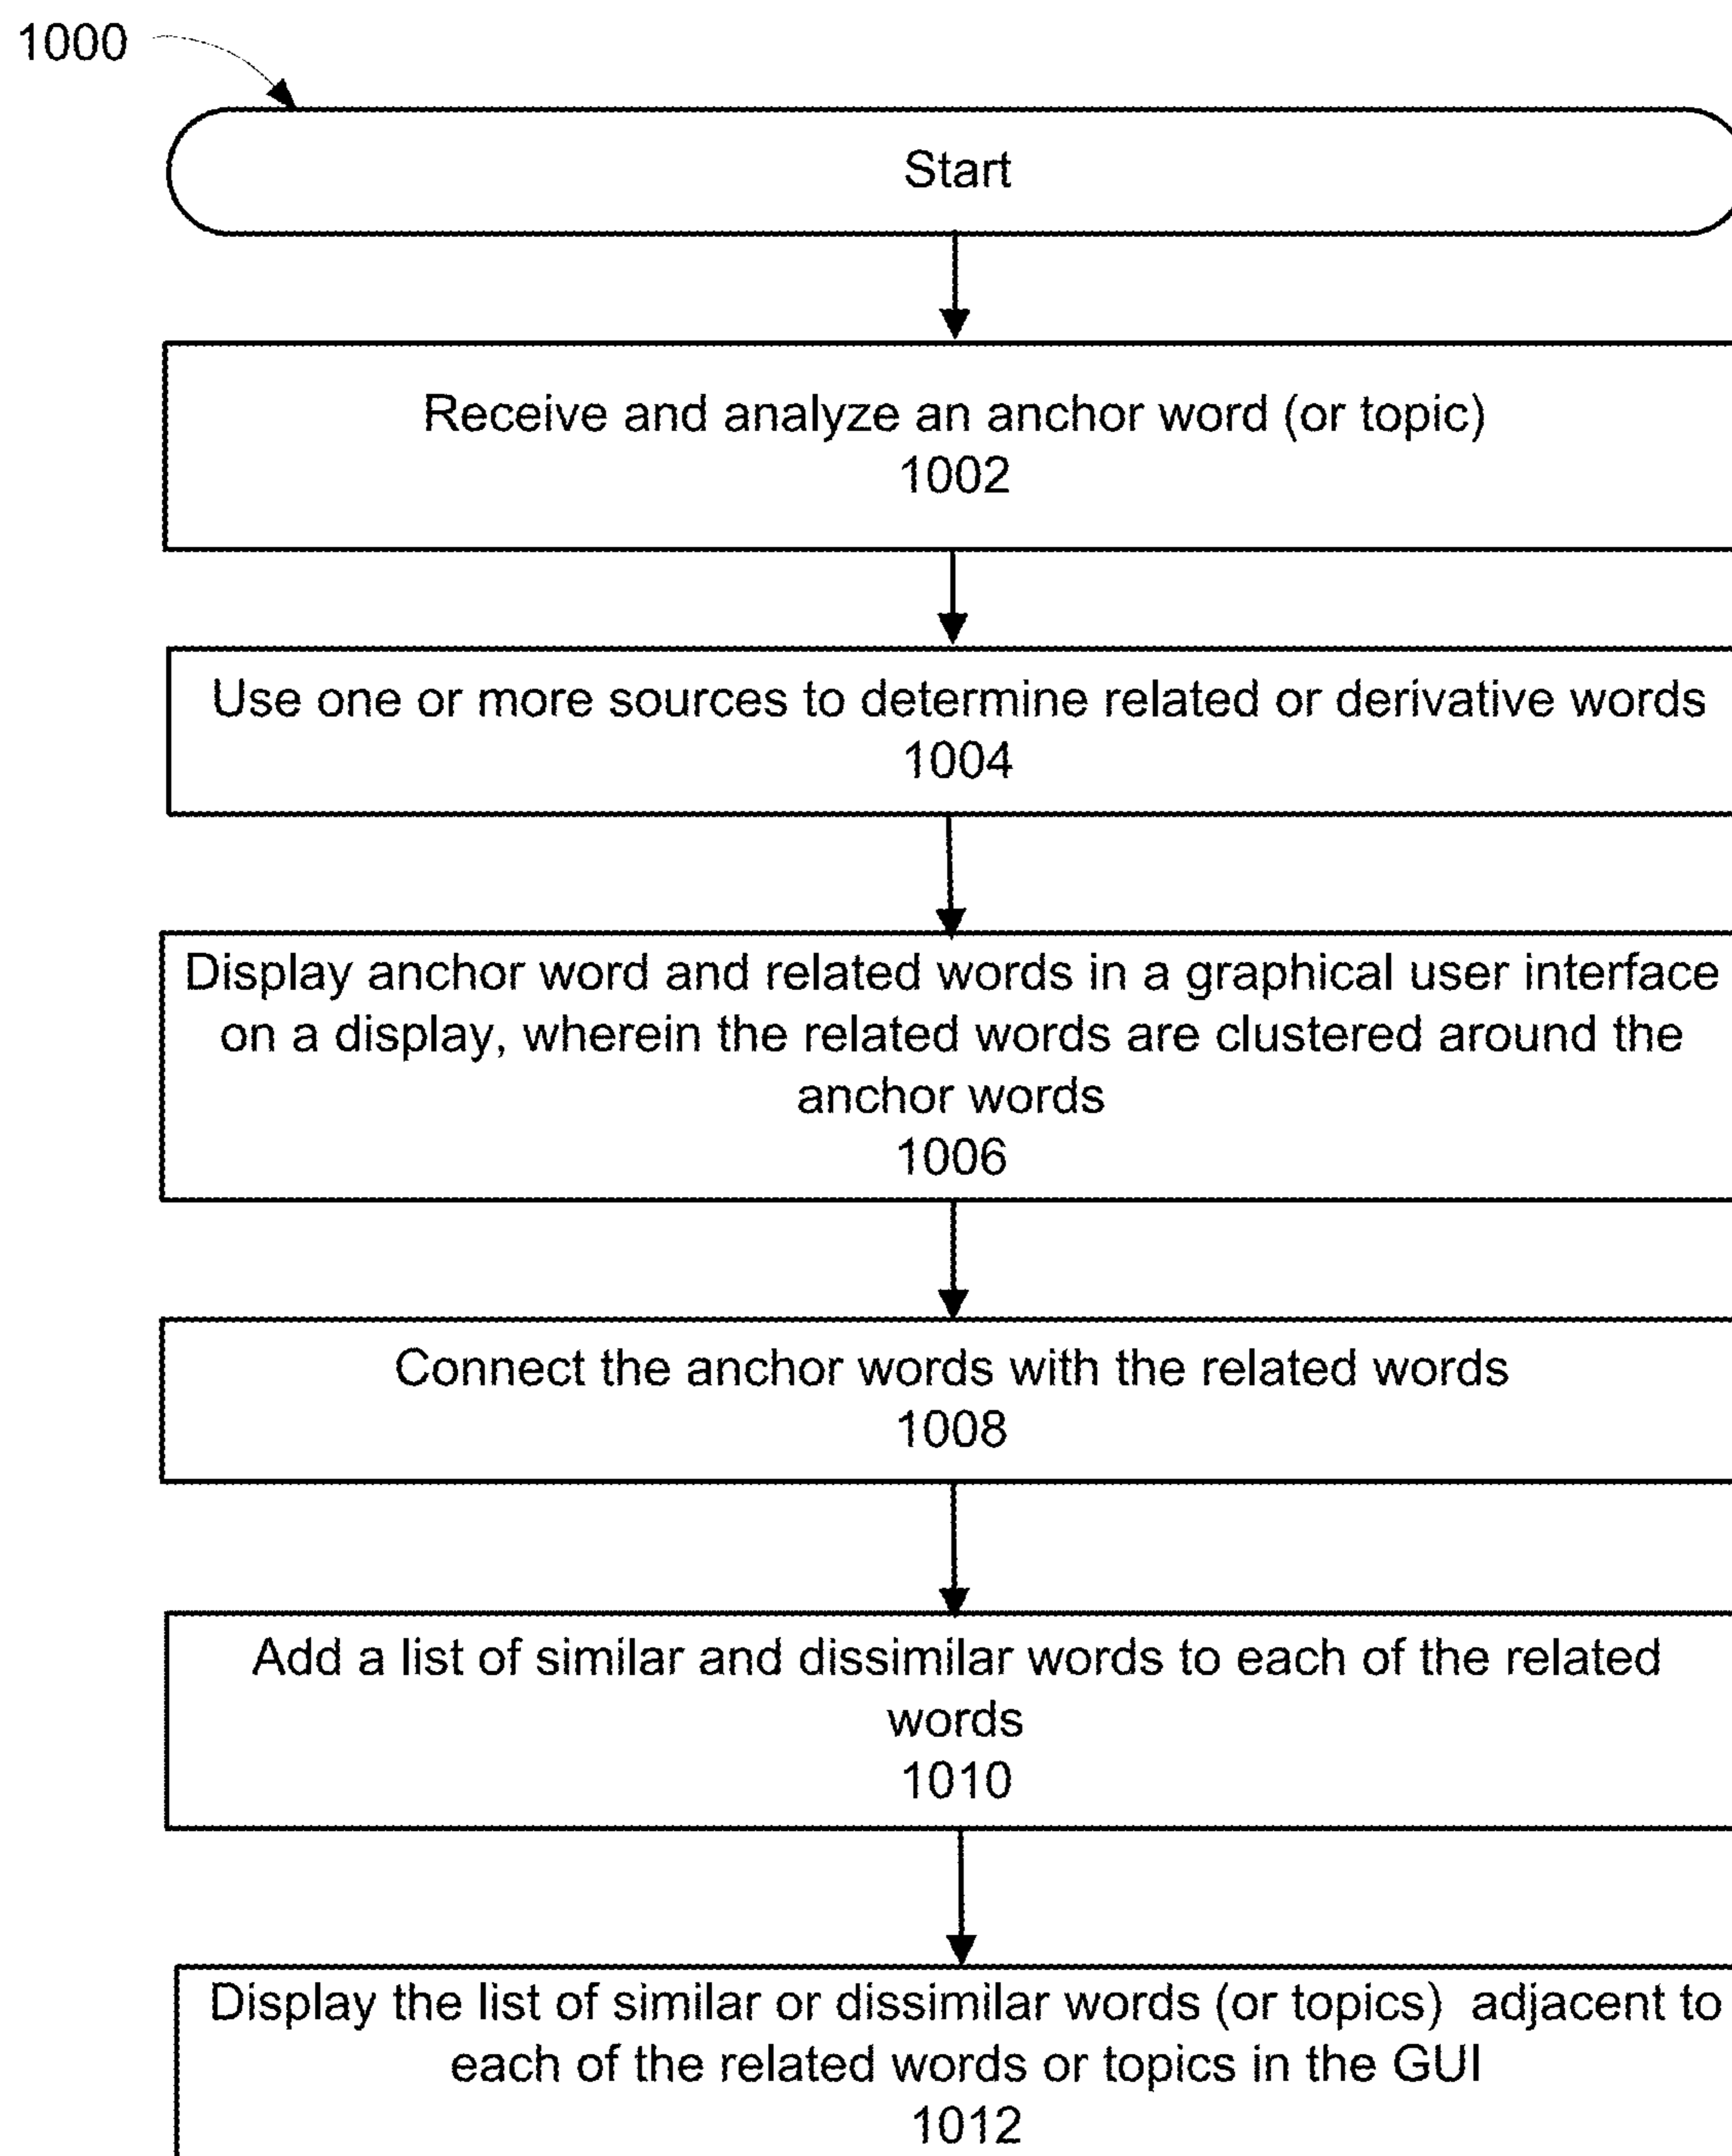 1000
Start
Receive and analyze an anchor word (or topic)
1002
Use one or more sources to determine related or derivative words
1004
Display anchor word and related words in a graphical user interface
on a display, wherein the related words are clustered around the
anchor words
1006
Connect the anchor words with the related words
1008
Add a list of similar and dissimilar words to each of the related
words
1010
Display the list of similar or dissimilar words (or topics) adjacent to
each of the related words or topics in the GUI
1012